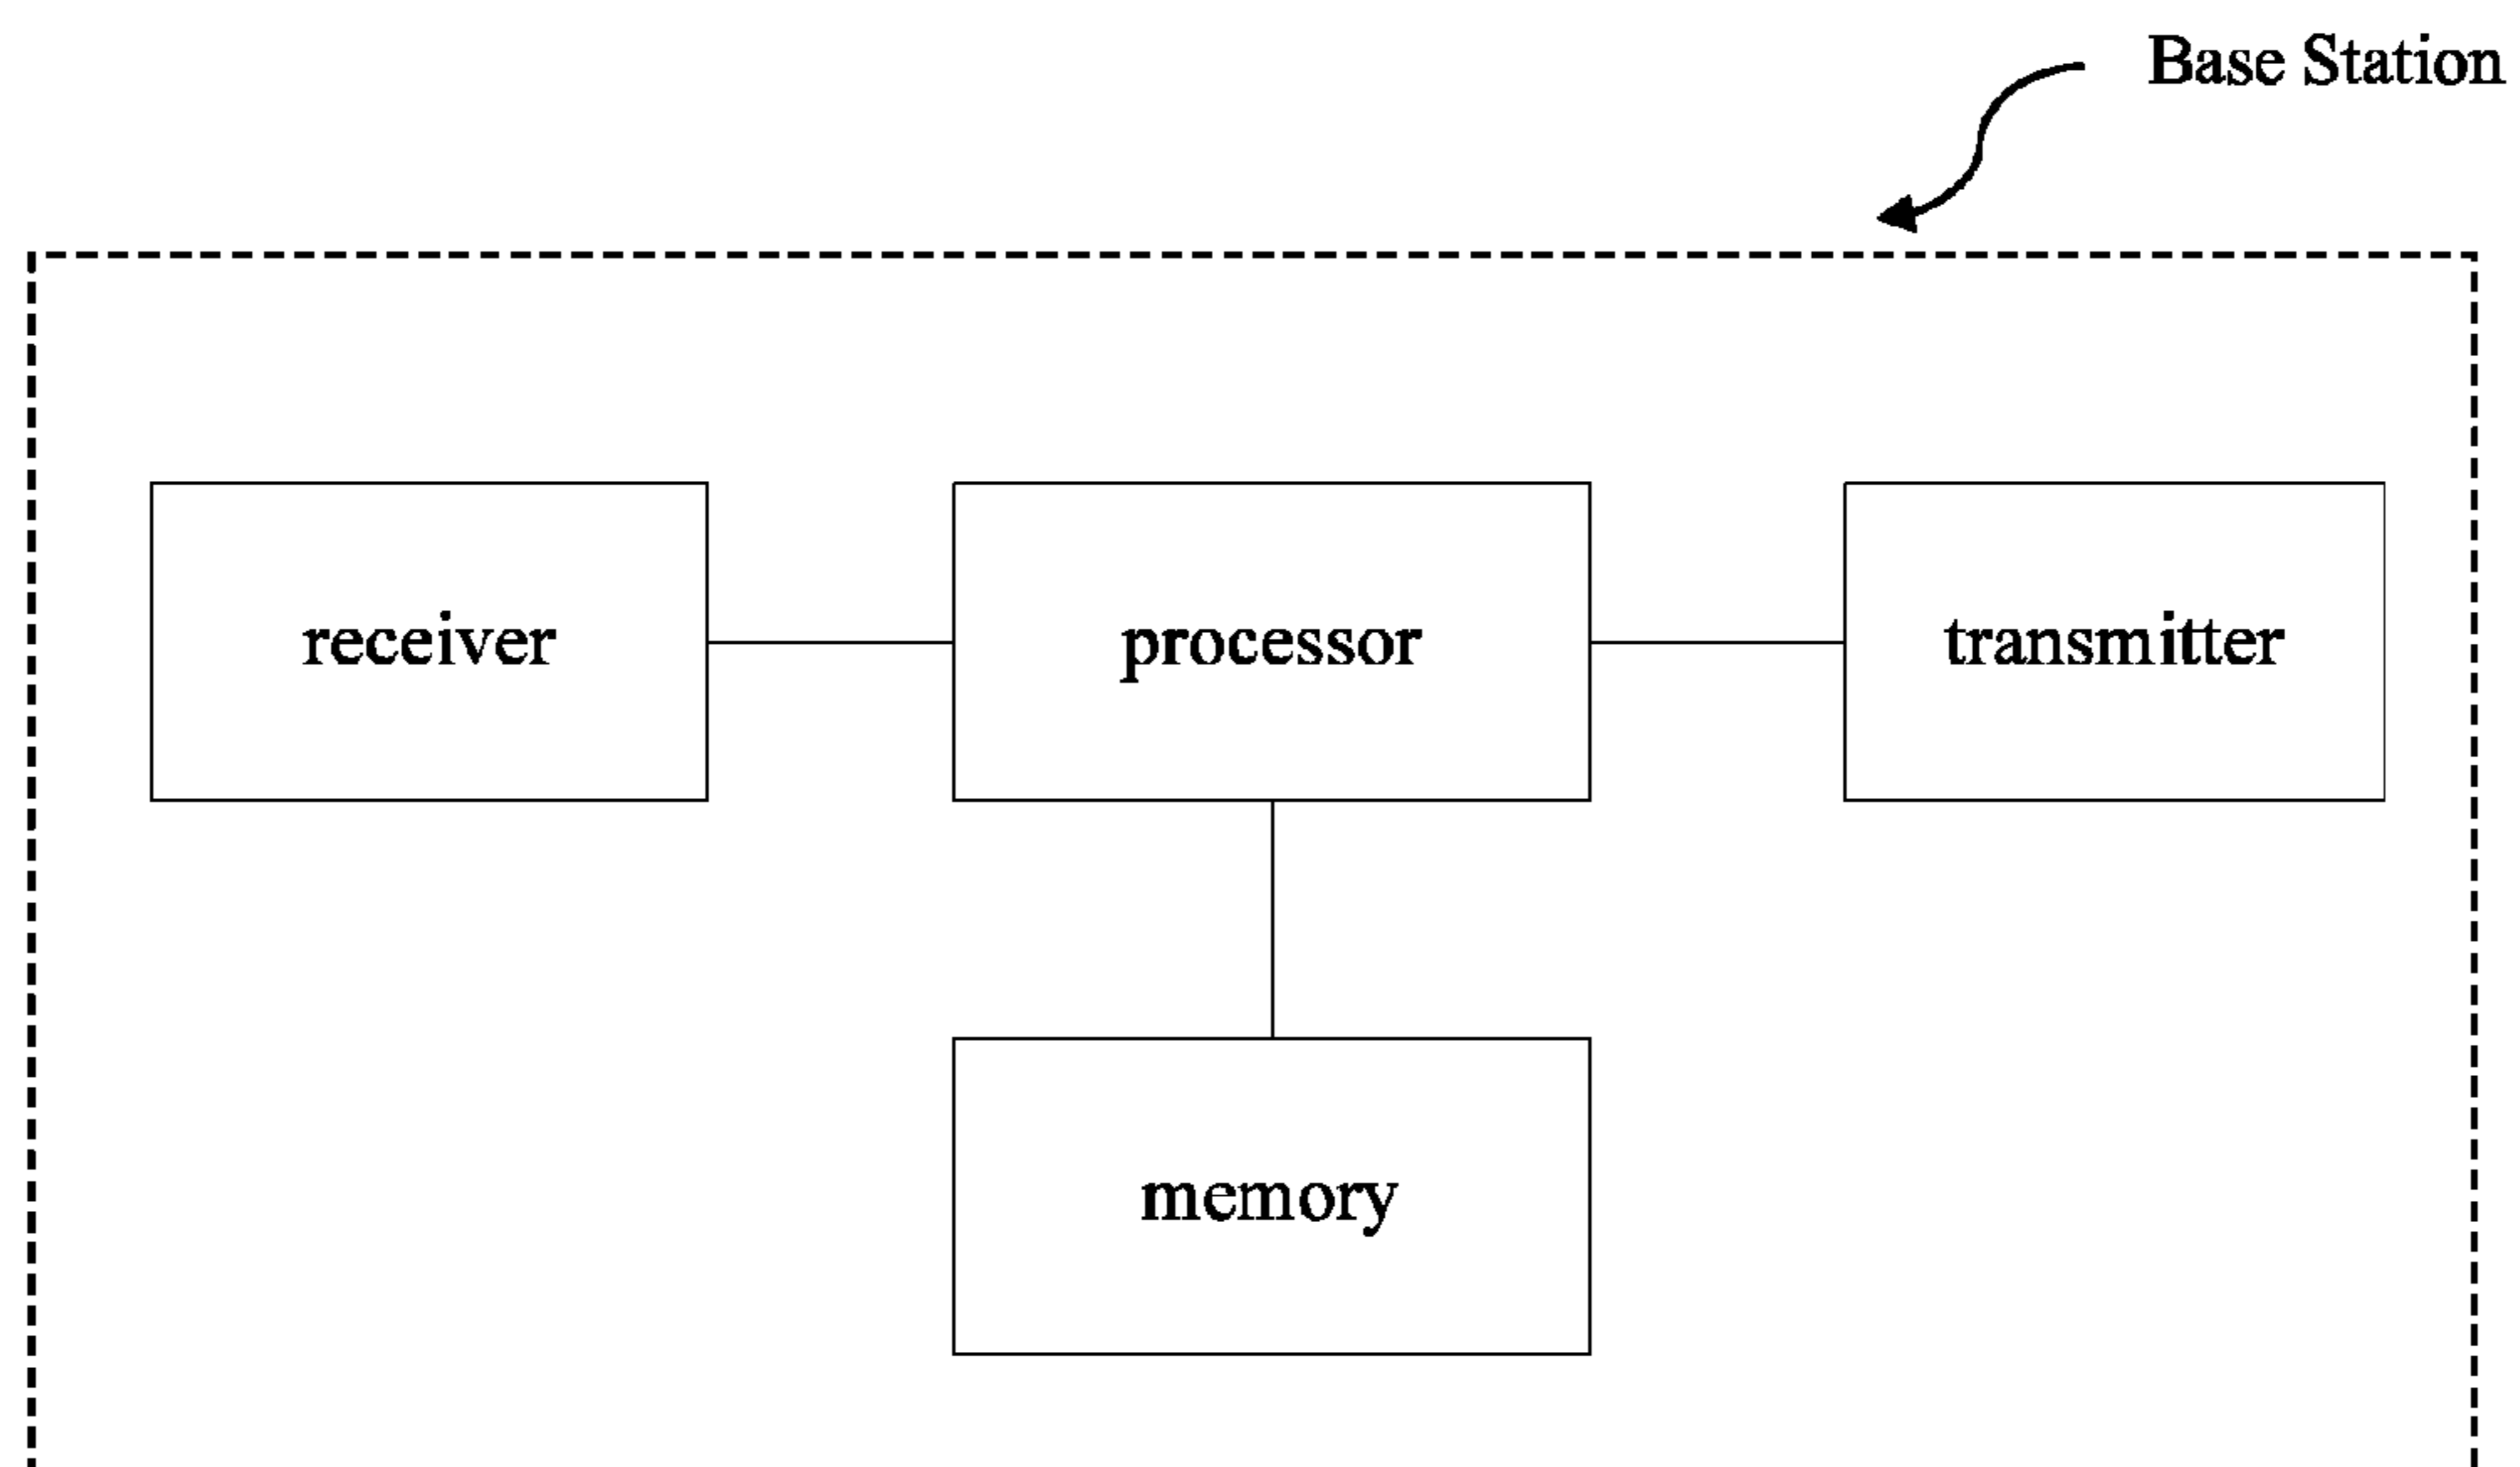 Base Station
receiver
processor
transmitter
memory